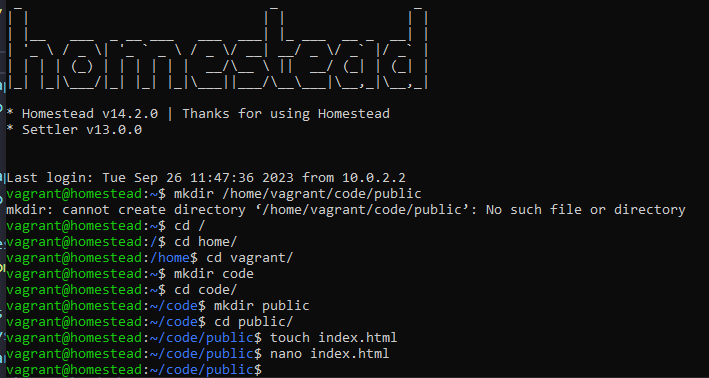 homestead
* Homestead v14.2.0 | Thanks for using Homestead
* Settler v13.0.0
Last login: Tue Sep 26 11:47:36 2023 from 10.0.2.2
vagrant@homestead:~$ mkdir /home/vagrant/code/public
mkdir: cannot create directory ‘/home/vagrant/code/public’: No such file or directory
vagrant@homestead:~$ cd /
vagrant@homestead:/$ cd home/
vagrant@homestead:/home$ cd vagrant/
vagrant@homestead:~$ mkdir code
vagrant@homestead:~$ cd code/
vagrant@homestead:~/code$ mkdir public
vagrant@homestead:~/code$ cd public/
vagrant@homestead:~/code/public$ touch index.html
vagrant@homestead:~/code/public$ nano index.html
vagrant@homestead:~/code/public$